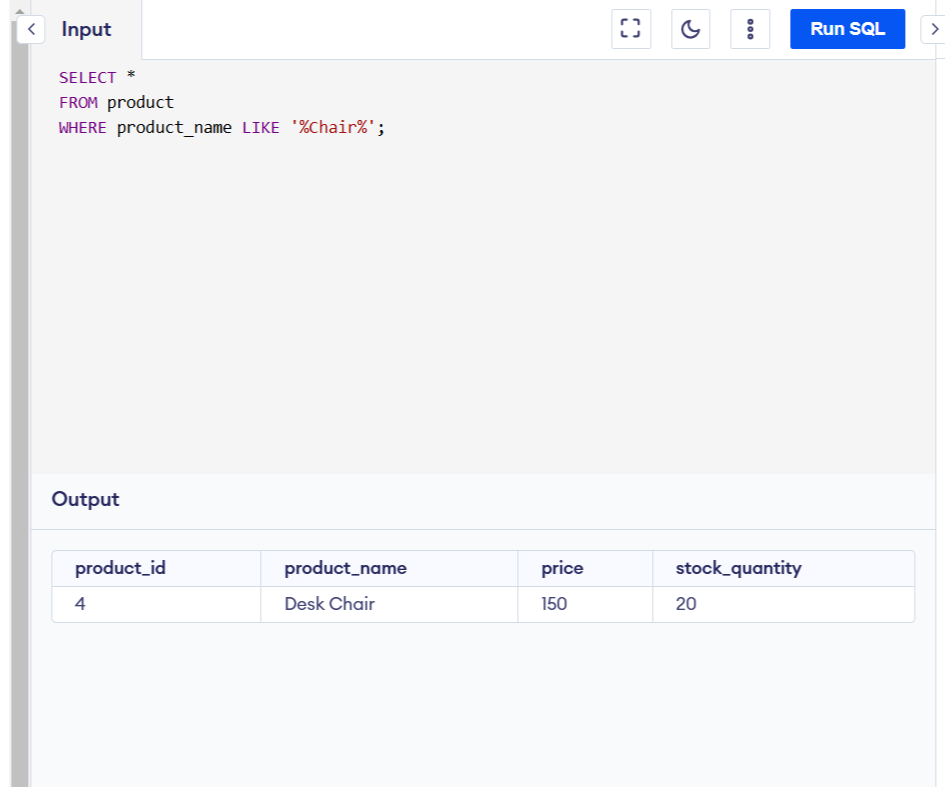 Input
Run SQL
SELECT *
FROM product
WHERE product_name LIKE '%Chair%';
Output
product_id product_name price stock_quantity
4 Desk Chair 150 20